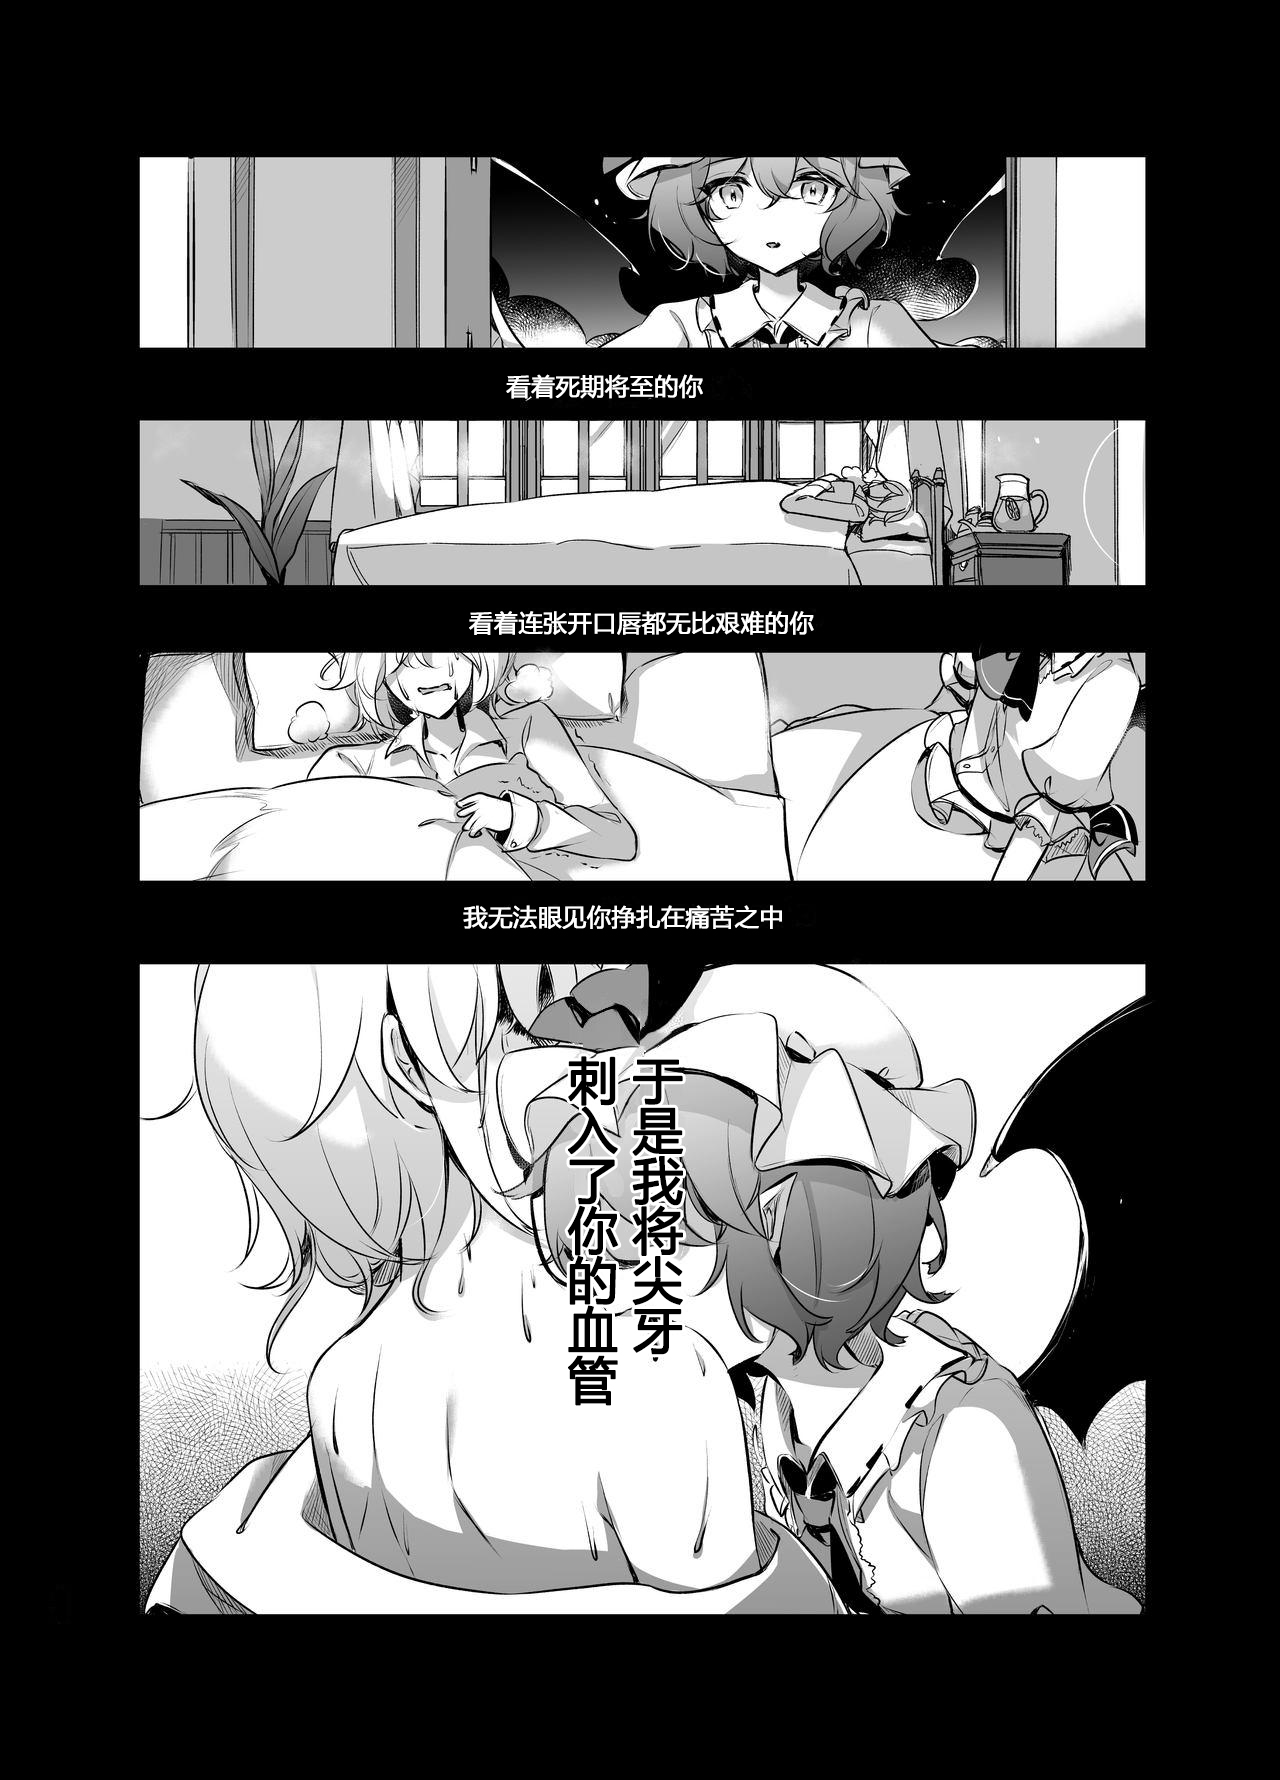 看着死期将至的你
看着连张开口唇都无比艰难的你
我无法眼见你挣扎在痛苦之中
于是我将尖牙
刺入了你的血管